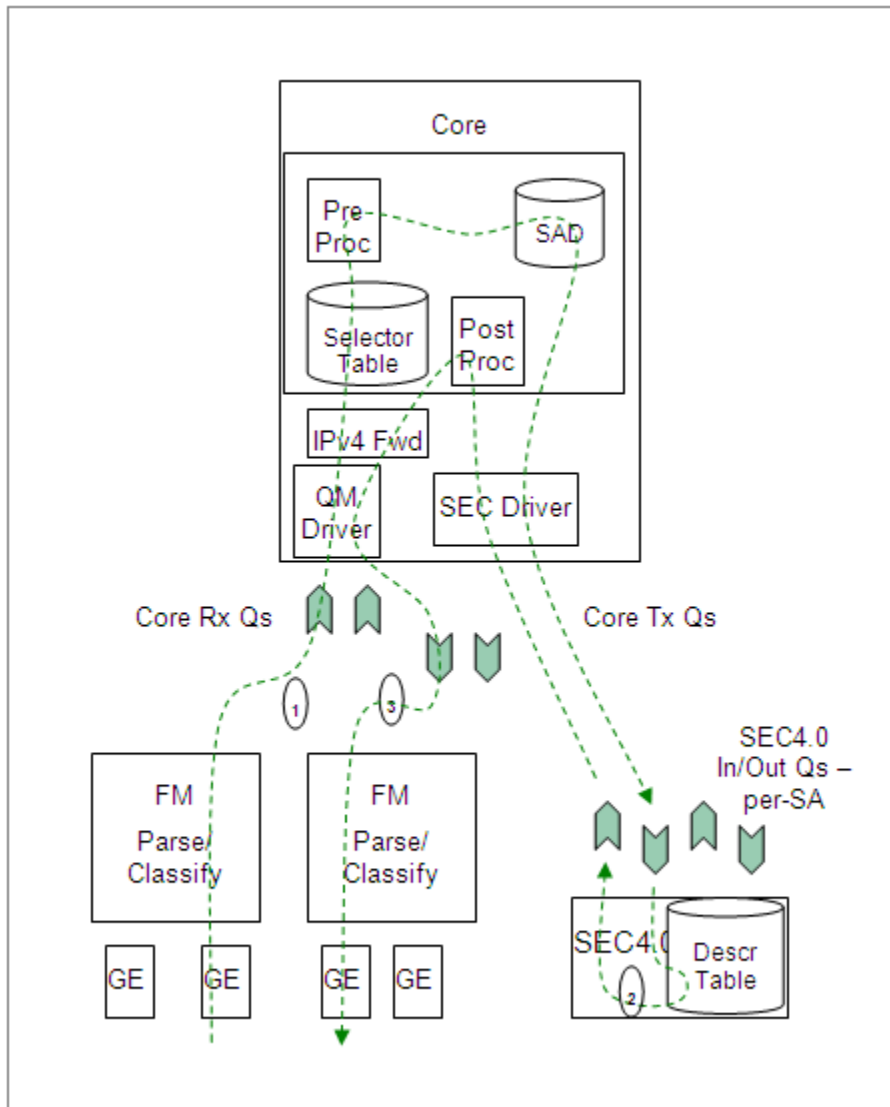 Core
Pre
Proc
SAD
Selector
Table
Post
Proc
IPv4 Fwd
QM
Driver
SEC Driver
Core Rx Qs
Core Tx Qs
1
3
SEC4.0
In/Out Qs –
per-SA
FM
Parse/
Classify
FM
Parse/
Classify
SEC4.0
Descr
Table
2
GE
GE
GE
GE